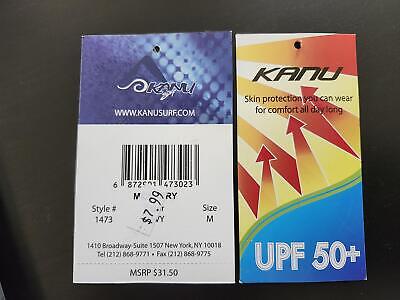 KANU
Surf
WWW.KANUSURF.COM
6 872901 473023
Style # Size
1473 M
$7.99
1410 Broadway-Suite 1507 New York, NY 10018
Tel (212) 868-9771 • Fax (212) 868-9775
MSRP $31.50
KANU
Skin protection you can wear
for comfort all day long
UPF 50+